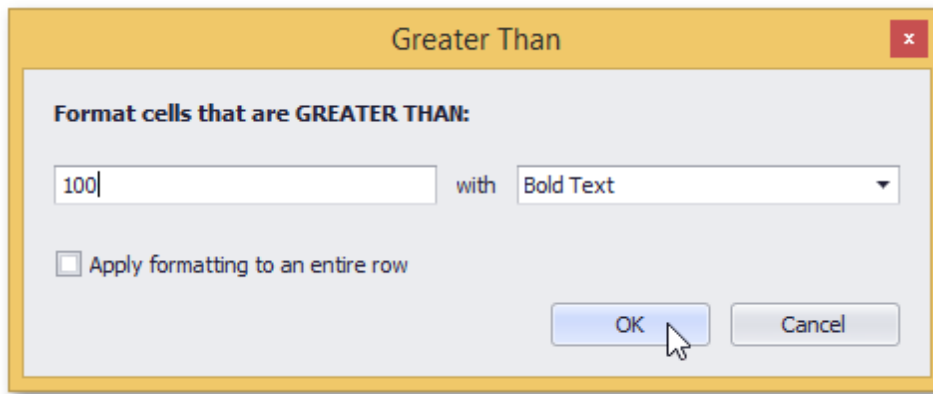 Greater Than
x
Format cells that are GREATER THAN:
100 with Bold Text
Apply formatting to an entire row
OK Cancel